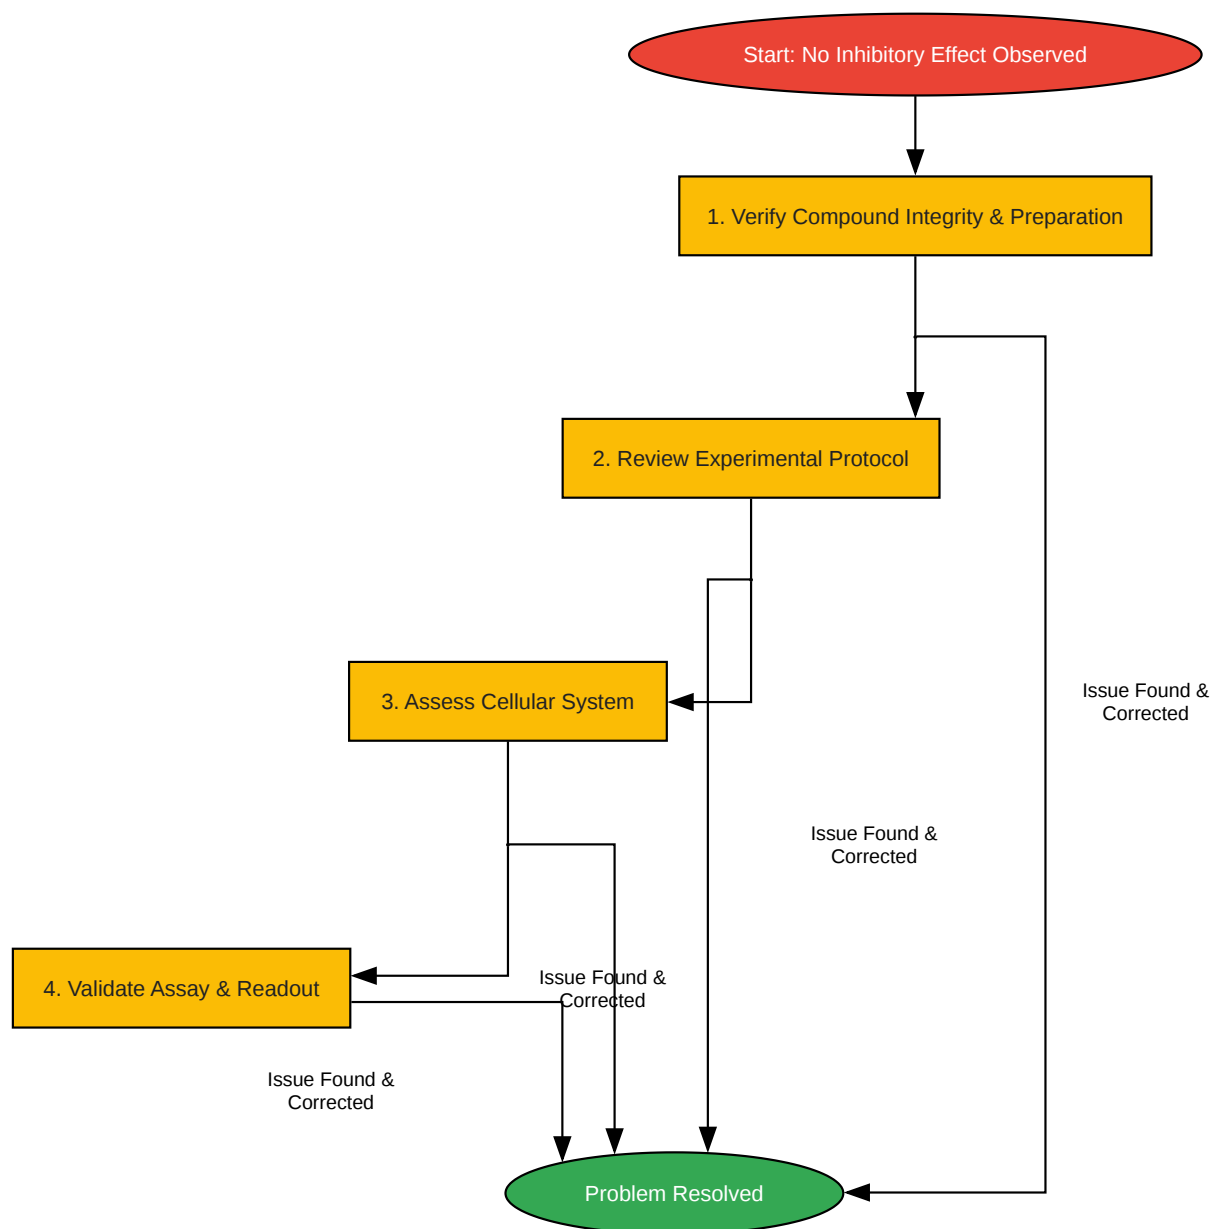 Start: No Inhibitory Effect Observed
1. Verify Compound Integrity & Preparation
2. Review Experimental Protocol
3. Assess Cellular System
Issue Found &
Corrected
Issue Found &
Corrected
4. Validate Assay & Readout
Issue Found &
Corrected
Issue Found &
Corrected
Problem Resolved